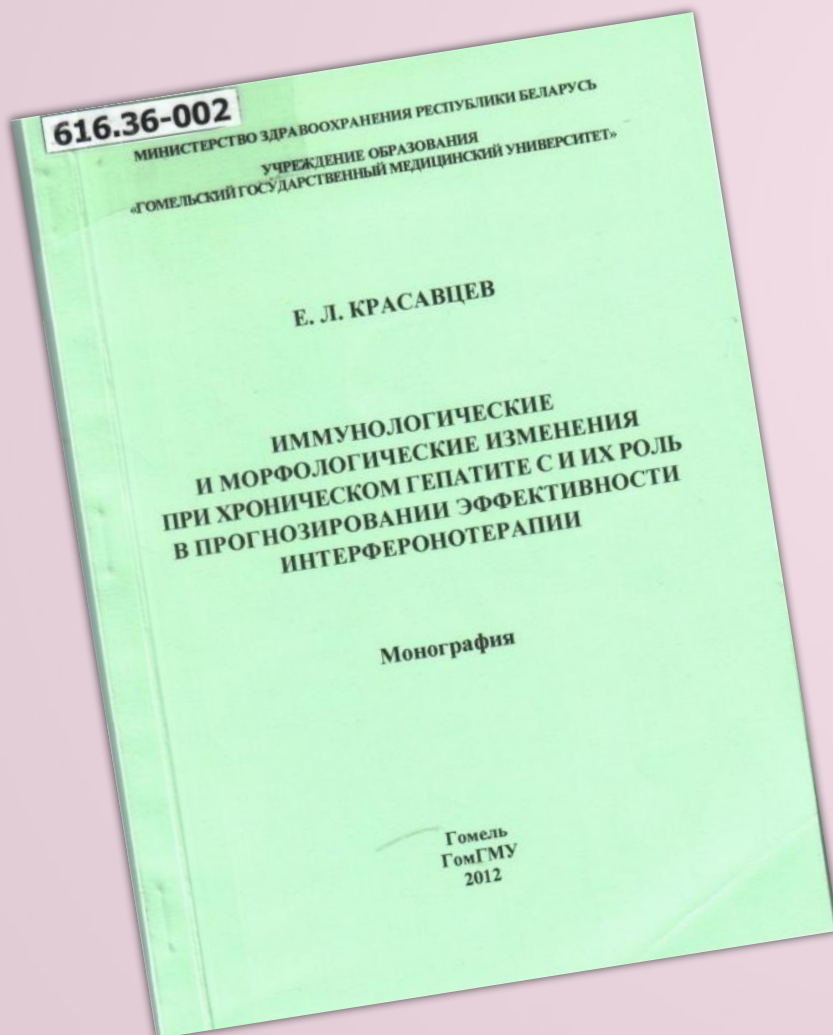 616.36-002
МИНИСТЕРСТВО ЗДРАВООХРАНЕНИЯ РЕСПУБЛИКИ БЕЛАРУСЬ
УЧРЕЖДЕНИЕ ОБРАЗОВАНИЯ
«ГОМЕЛЬСКИЙ ГОСУДАРСТВЕННЫЙ МЕДИЦИНСКИЙ УНИВЕРСИТЕТ»
Е. Л. КРАСАВЦЕВ
ИММУНОЛОГИЧЕСКИЕ
И МОРФОЛОГИЧЕСКИЕ ИЗМЕНЕНИЯ
ПРИ ХРОНИЧЕСКОМ ГЕПАТИТЕ С И ИХ РОЛЬ
В ПРОГНОЗИРОВАНИИ ЭФФЕКТИВНОСТИ
ИНТЕРФЕРОНОТЕРАПИИ
Монография
Гомель
ГомГМУ
2012